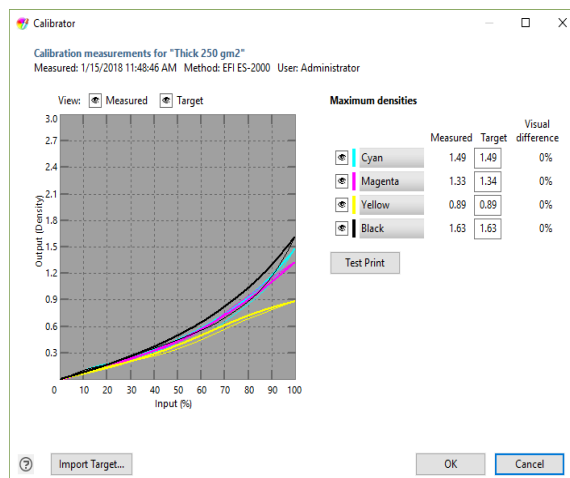 Calibrator
Calibration measurements for "Thick 250 gm2"
Measured: 1/15/2018 11:48:46 AM Method: EFI ES-2000 User: Administrator
View: Measured Target
3.0
2.7
2.4
2.1
1.8
1.5
1.2
0.9
0.6
0.3
Output (Density)
0 10 20 30 40 50 60 70 80 90 100
Input (%)
Maximum densities
Measured Target Visual difference
Cyan 1.49 1.49 0%
Magenta 1.33 1.34 0%
Yellow 0.89 0.89 0%
Black 1.63 1.63 0%
Test Print
? Import Target... OK Cancel